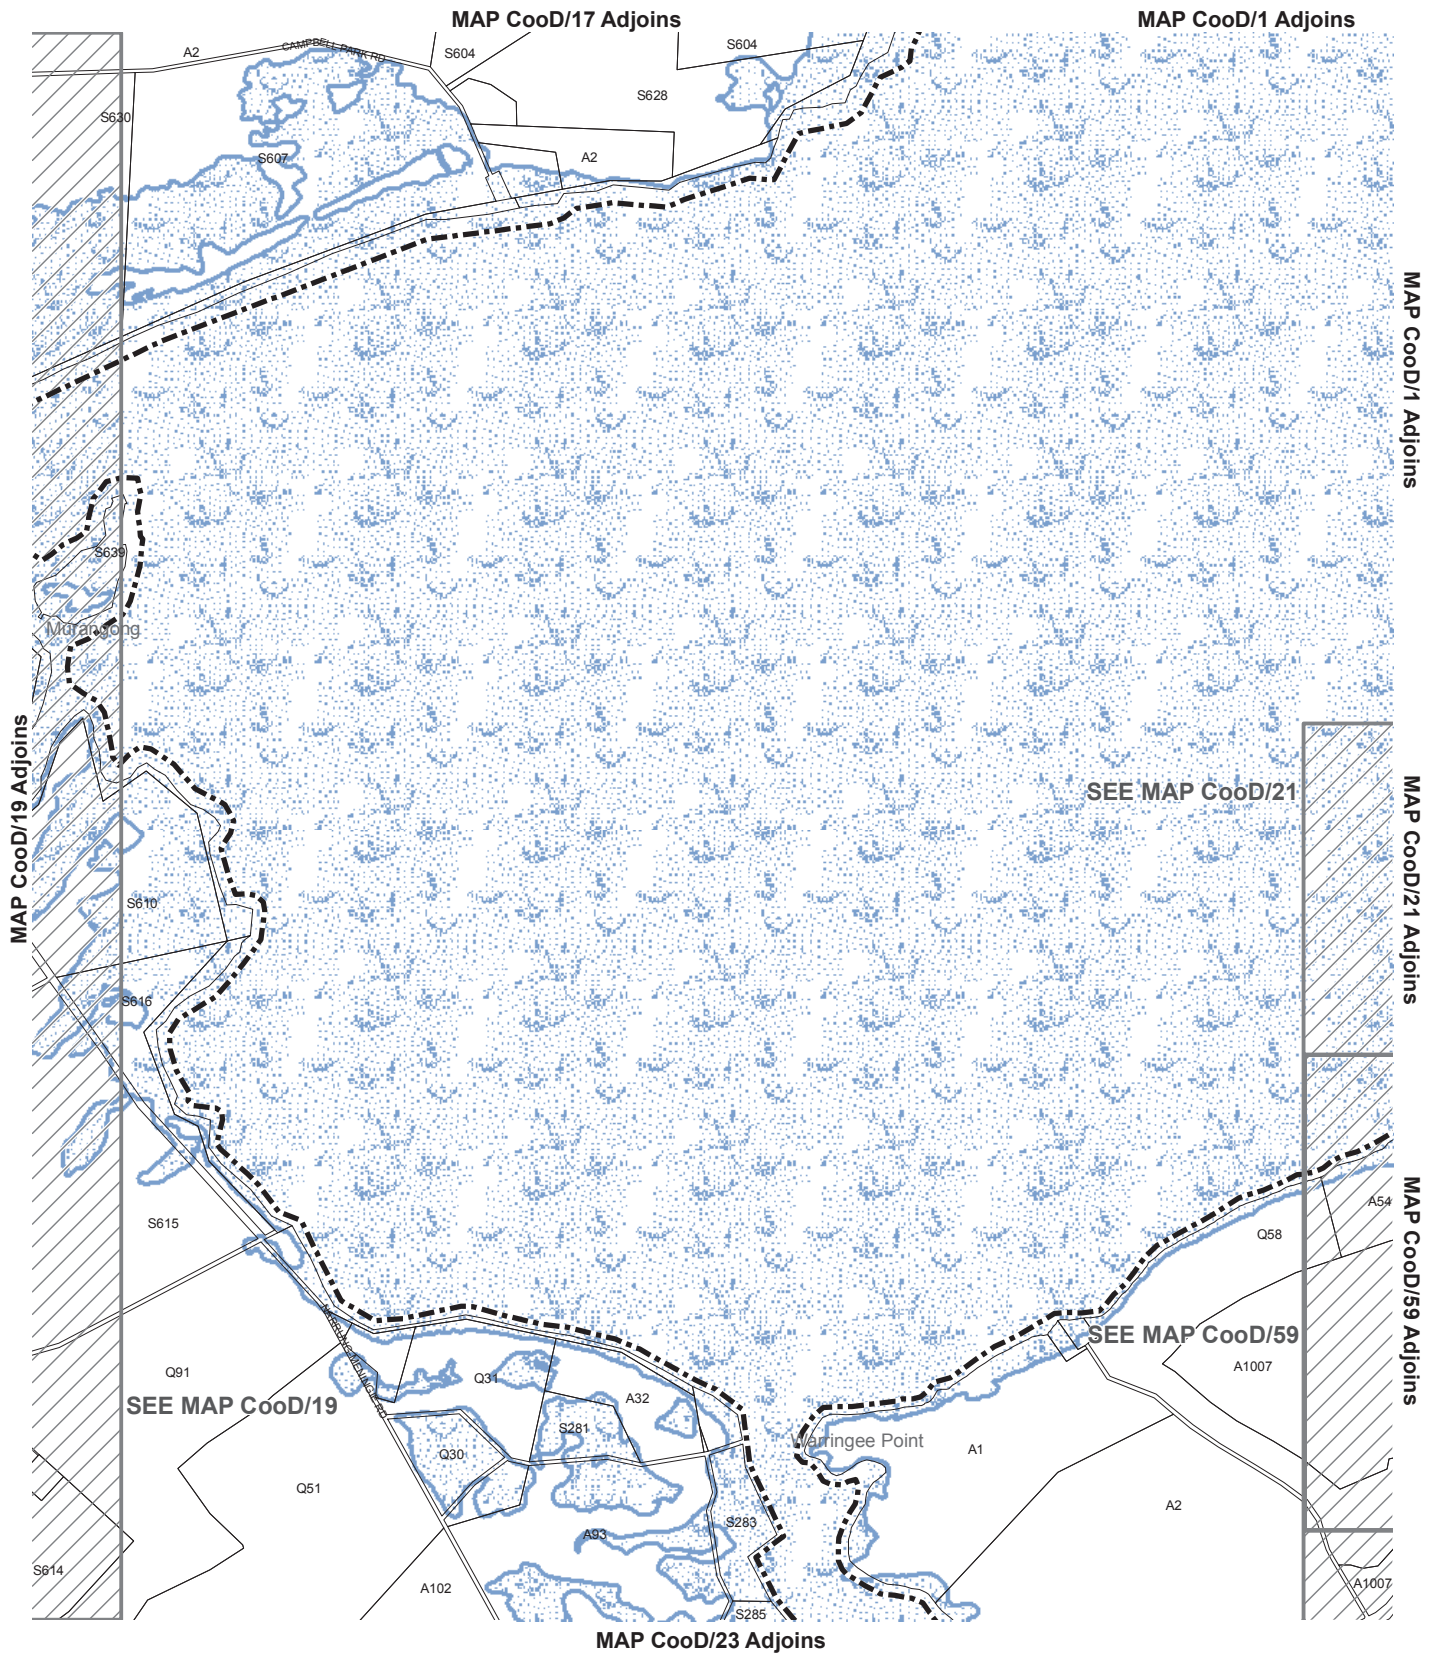 MAP CooD/17 Adjoins
MAP CooD/1 Adjoins
A2
CAMPBELL PARK RD
S604
S604
S628
S630
S607
A2
MAP CooD/1 Adjoins
S639
Murangong
MAP CooD/19 Adjoins
SEE MAP CooD/21
MAP CooD/21 Adjoins
S610
S616
S615
Q58
A54
MAP CooD/59 Adjoins
SEE MAP CooD/59
A1007
Q91
Q31
A32
SEE MAP CooD/19
NARRUNG MENINGIE RD
S281
Warringee Point
A1
Q30
Q51
A2
S283
A93
S614
A102
A1007
S285
MAP CooD/23 Adjoins